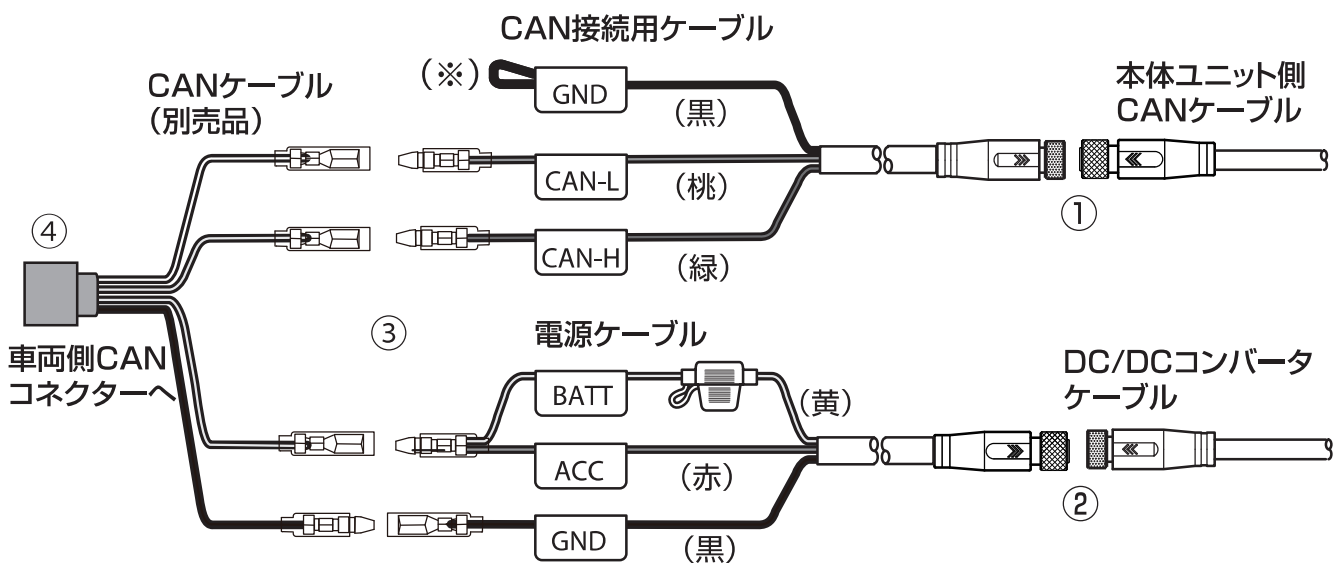 CAN接続用ケーブル
CANケーブル
（別売品）
（※）
GND
（黒）
本体ユニット側
CANケーブル
CAN-L
（桃）
①
④
CAN-H
（緑）
③
電源ケーブル
車両側CAN
コネクターへ
BATT
（黄）
DC/DCコンバータ
ケーブル
ACC
（赤）
②
GND
（黒）